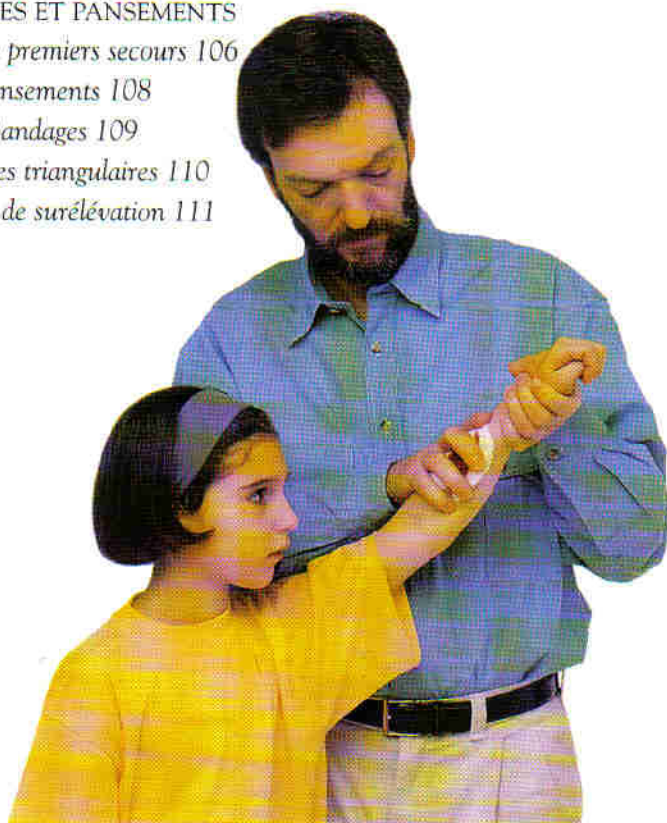 ES ET PANSEMENTS
premiers secours 106
nsements 108
andages 109
es triangulaires 110
de surélévation 111